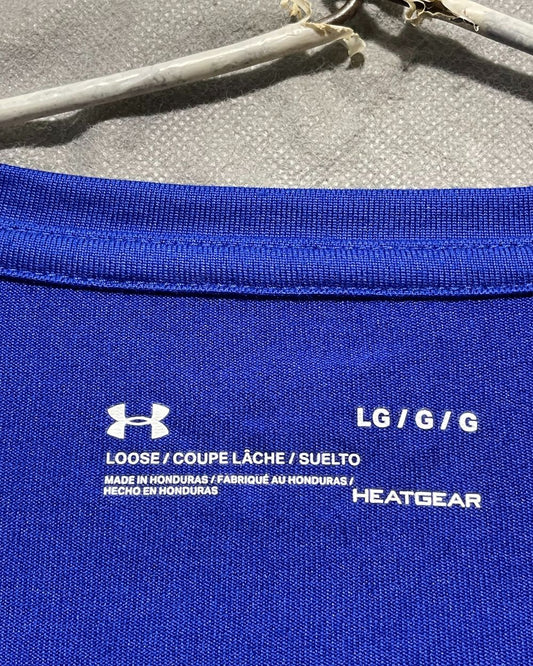 LG / G / G
LOOSE / COUPE LÂCHE / SUELTO
MADE IN HONDURAS / FABRIQUÉ AU HONDURAS /
HECHO EN HONDURAS
HEATGEAR